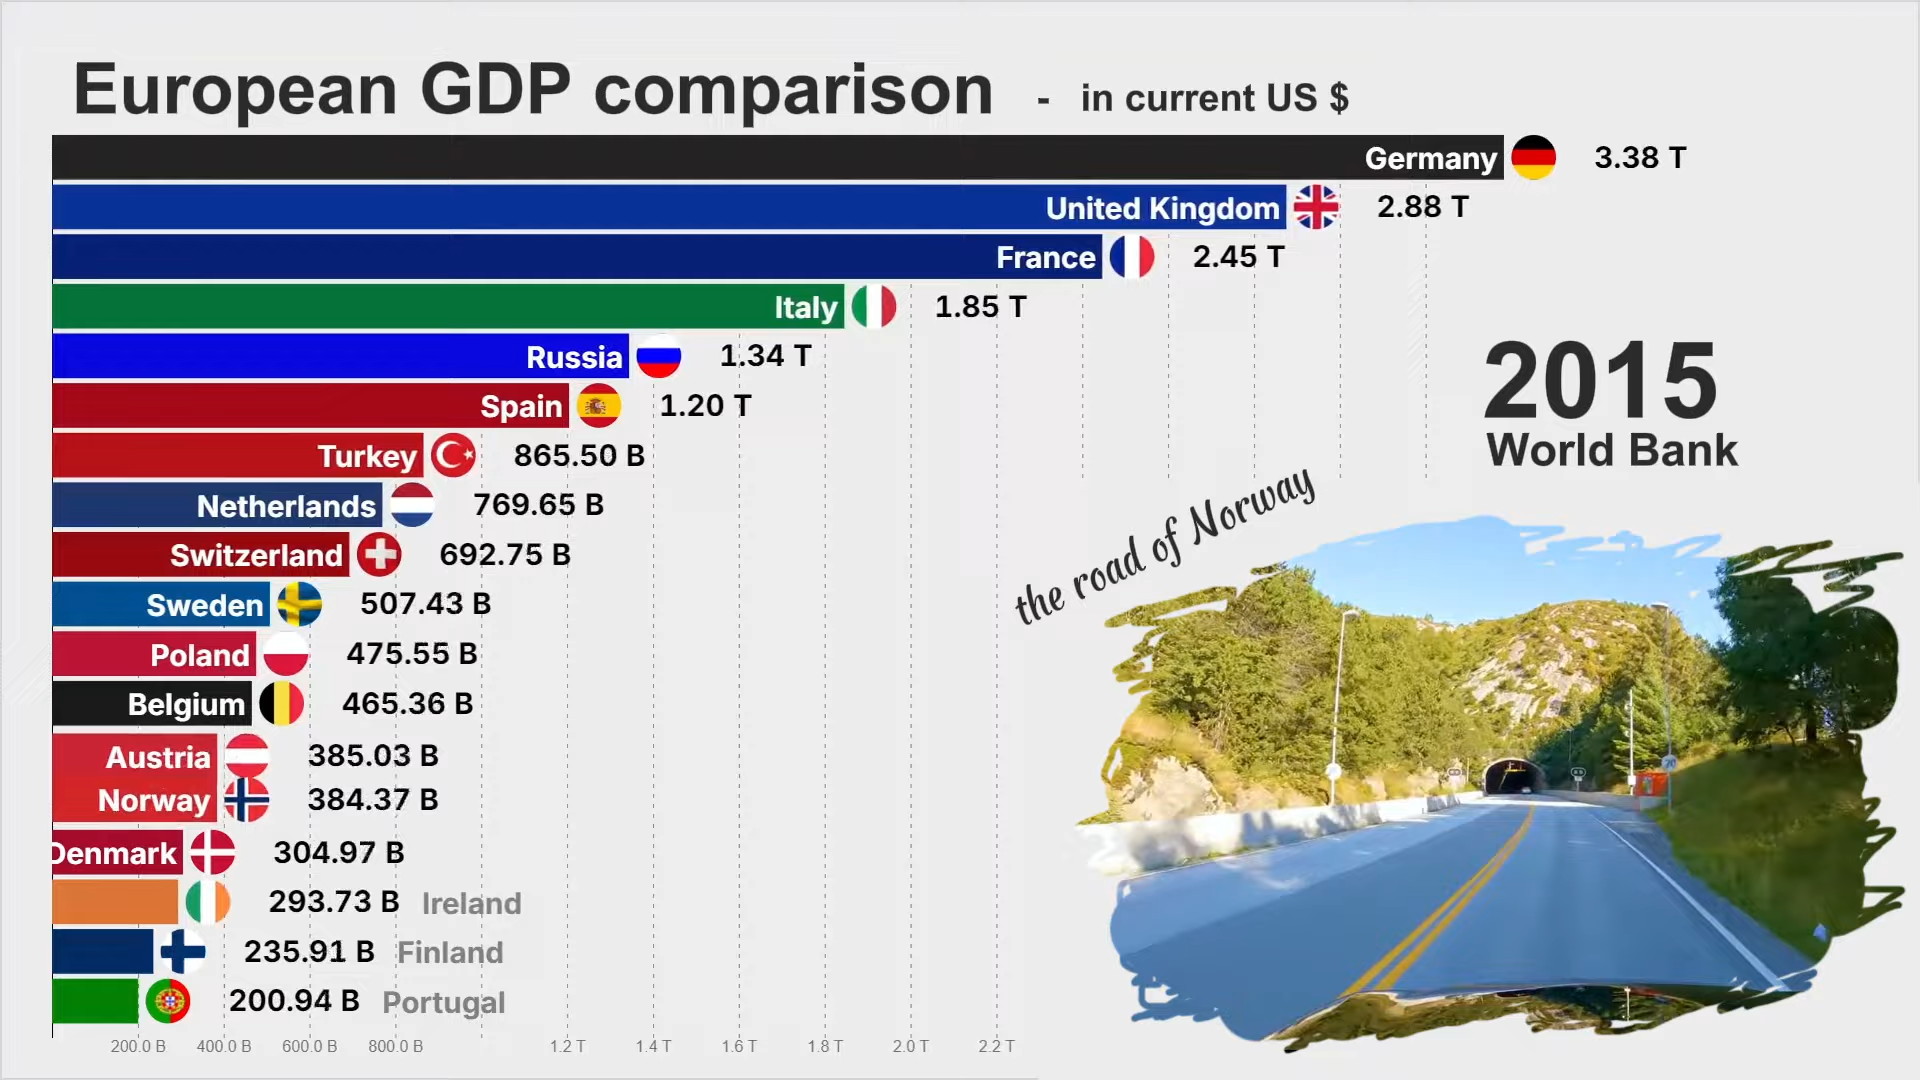 European GDP comparison - in current US $
Germany 3.38 T
United Kingdom 2.88 T
France 2.45 T
Italy 1.85 T
Russia 1.34 T
Spain 1.20 T
Turkey 865.50 B
Netherlands 769.65 B
Switzerland 692.75 B
Sweden 507.43 B
Poland 475.55 B
Belgium 465.36 B
Austria 385.03 B
Norway 384.37 B
Denmark 304.97 B
293.73 B Ireland
235.91 B Finland
200.94 B Portugal
200.0 B 400.0 B 600.0 B 800.0 B 1.2 T 1.4 T 1.6 T 1.8 T 2.0 T 2.2 T
2015
World Bank
the road of Norway
70